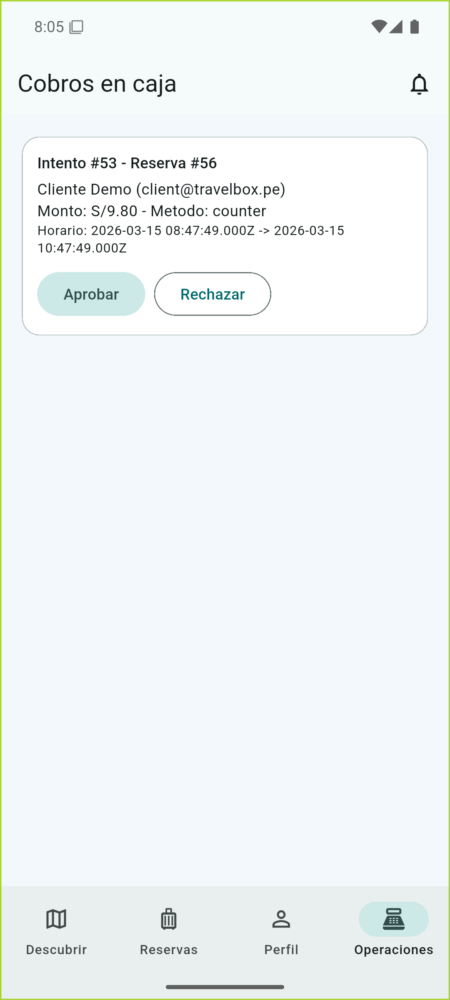 8:05
Cobros en caja
Intento #53 - Reserva #56
Cliente Demo (client@travelbox.pe)
Monto: S/9.80 - Metodo: counter
Horario: 2026-03-15 08:47:49.000Z -> 2026-03-15
10:47:49.000Z
Aprobar Rechazar
Descubrir Reservas Perfil Operaciones